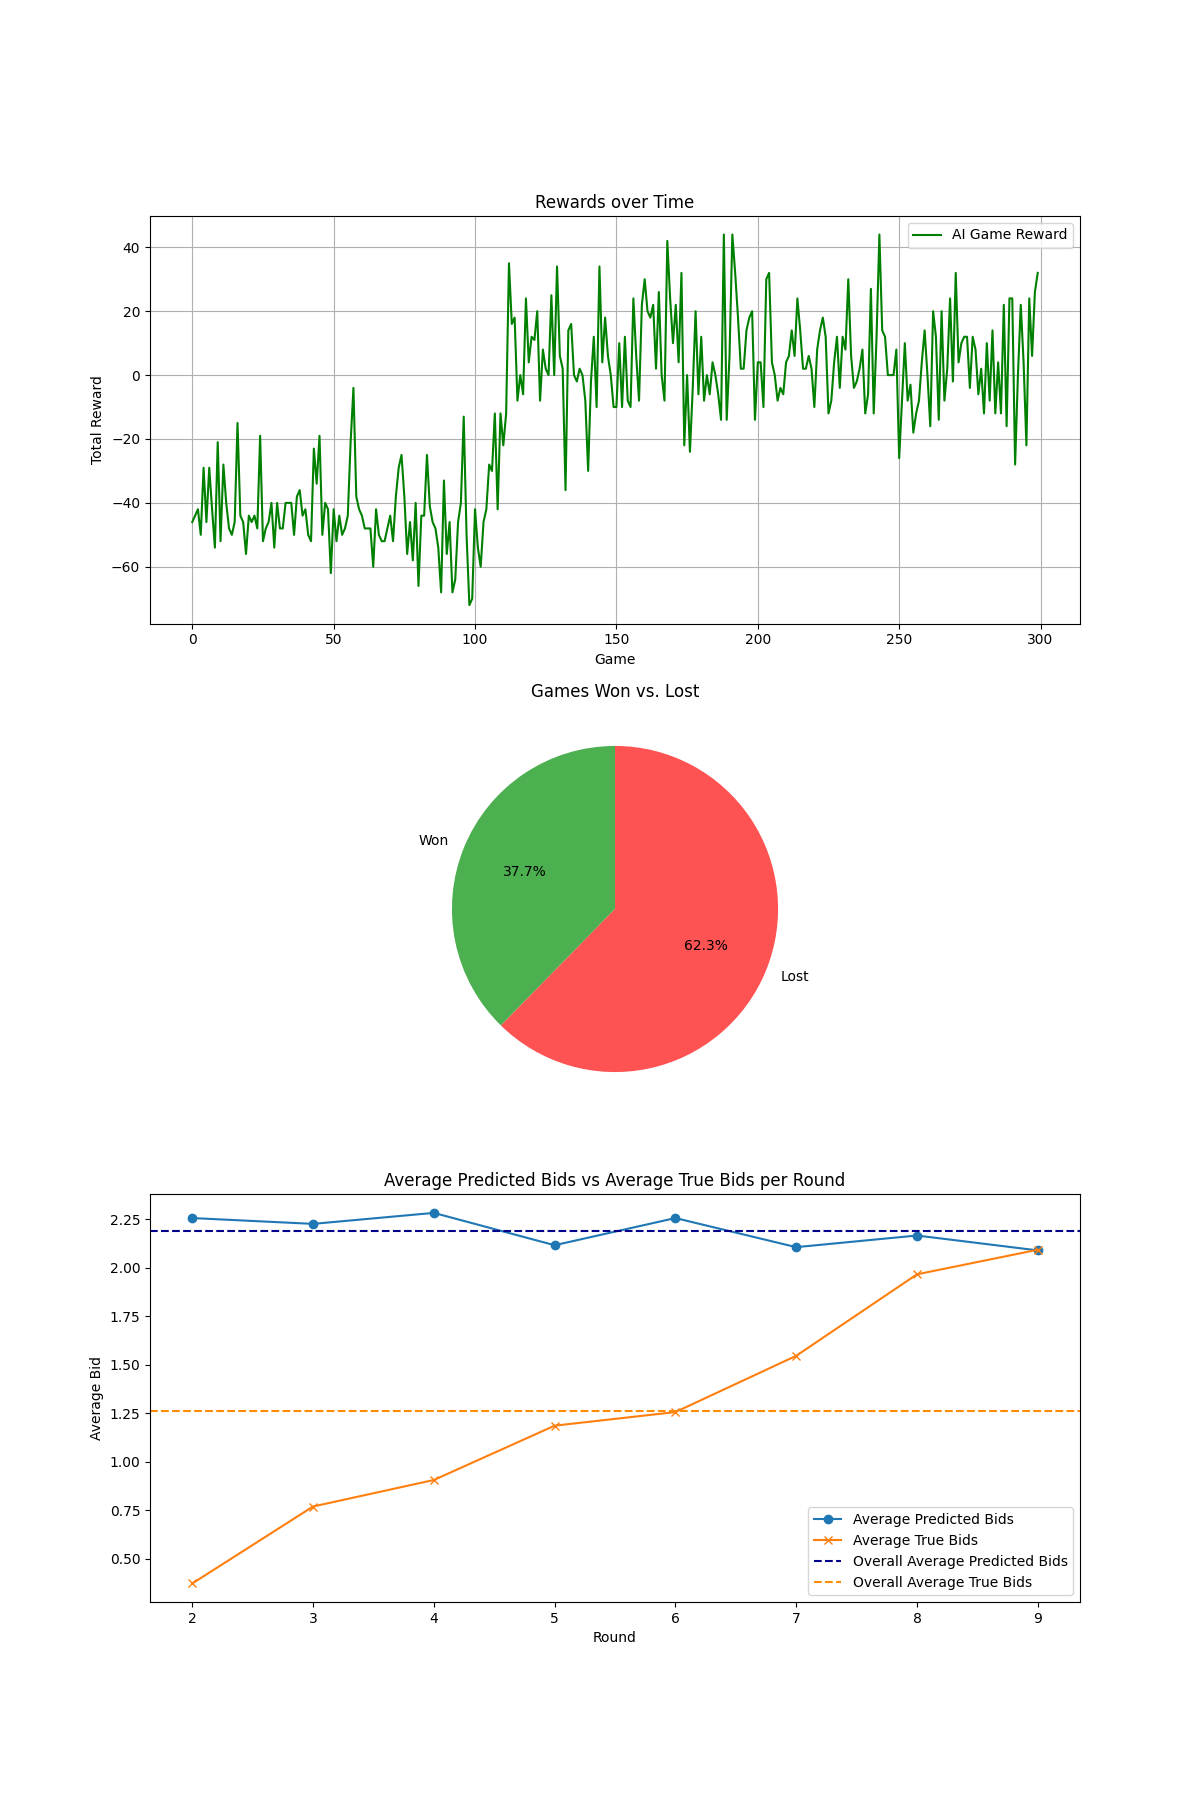 Rewards over Time
AI Game Reward
40
20
0
−20
−40
−60
Total Reward
0 50 100 150 200 250 300
Game
Games Won vs. Lost
Won
37.7%
62.3%
Lost
Average Predicted Bids vs Average True Bids per Round
2.25
2.00
1.75
1.50
1.25
1.00
0.75
0.50
Average Bid
Average Predicted Bids
Average True Bids
Overall Average Predicted Bids
Overall Average True Bids
2 3 4 5 6 7 8 9
Round